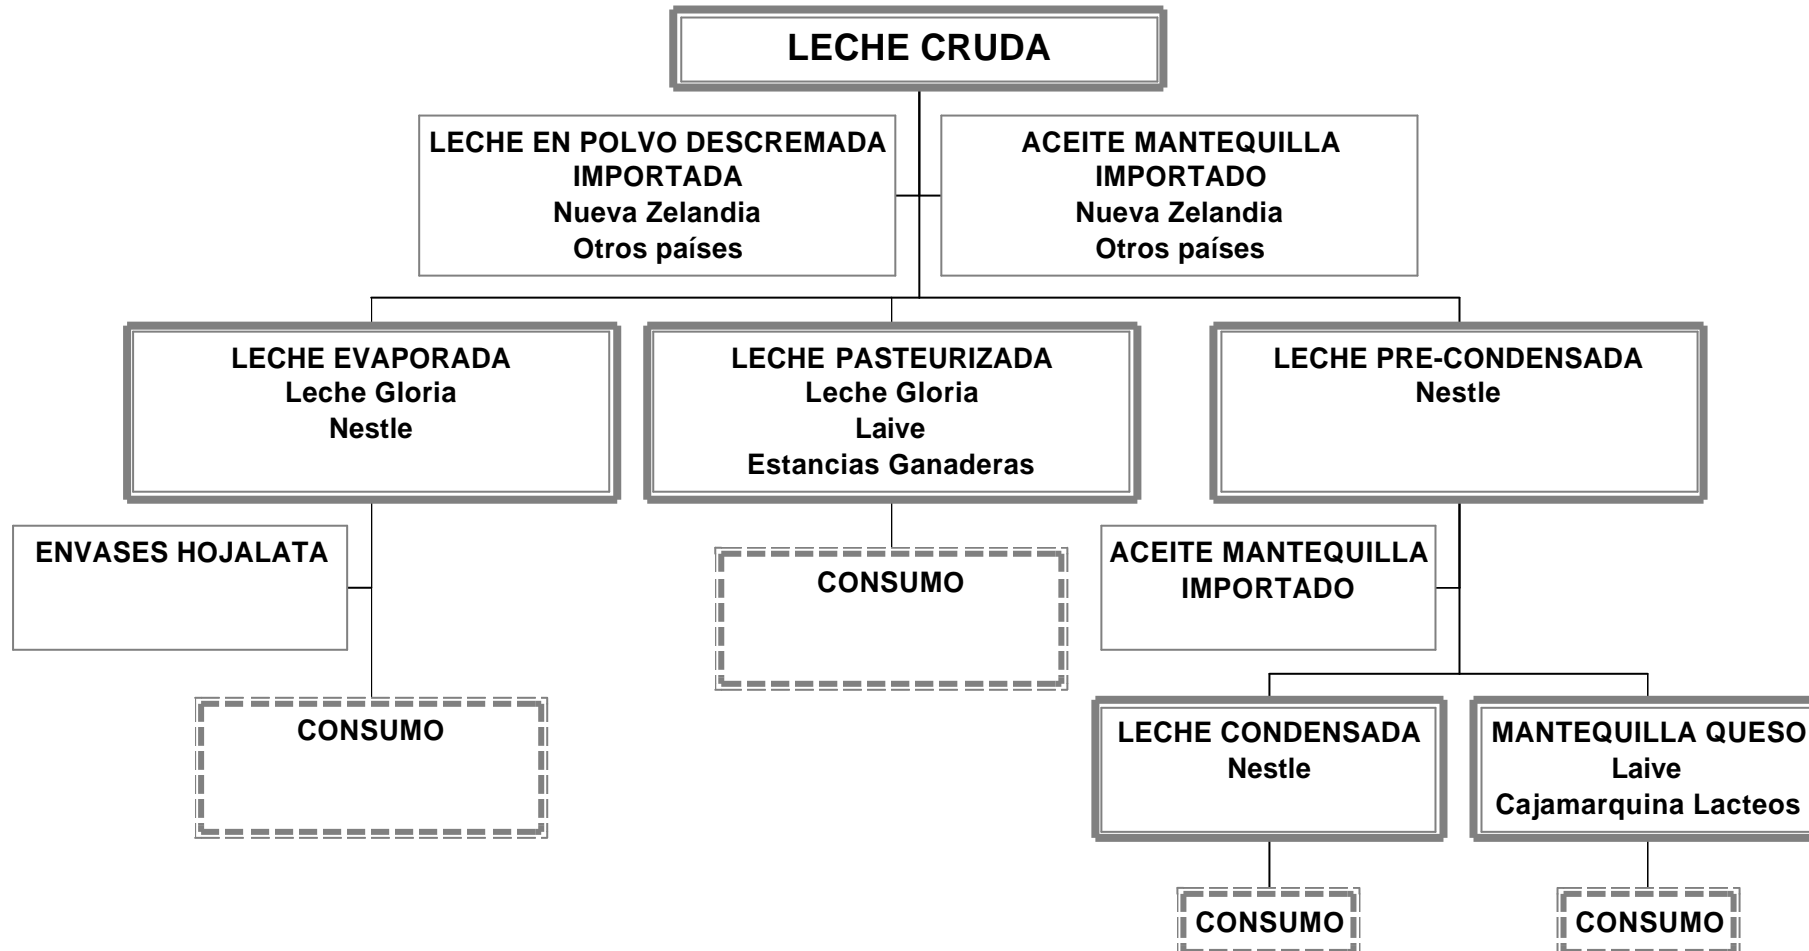 LECHE CRUDA
LECHE EN POLVO DESCREMADA
IMPORTADA
Nueva Zelandia
Otros países
ACEITE MANTEQUILLA
IMPORTADO
Nueva Zelandia
Otros países
LECHE EVAPORADA
Leche Gloria
Nestle
LECHE PASTEURIZADA
Leche Gloria
Laive
Estancias Ganaderas
LECHE PRE-CONDENSADA
Nestle
ENVASES HOJALATA
CONSUMO
ACEITE MANTEQUILLA
IMPORTADO
CONSUMO
LECHE CONDENSADA
Nestle
MANTEQUILLA QUESO
Laive
Cajamarquina Lacteos
CONSUMO
CONSUMO